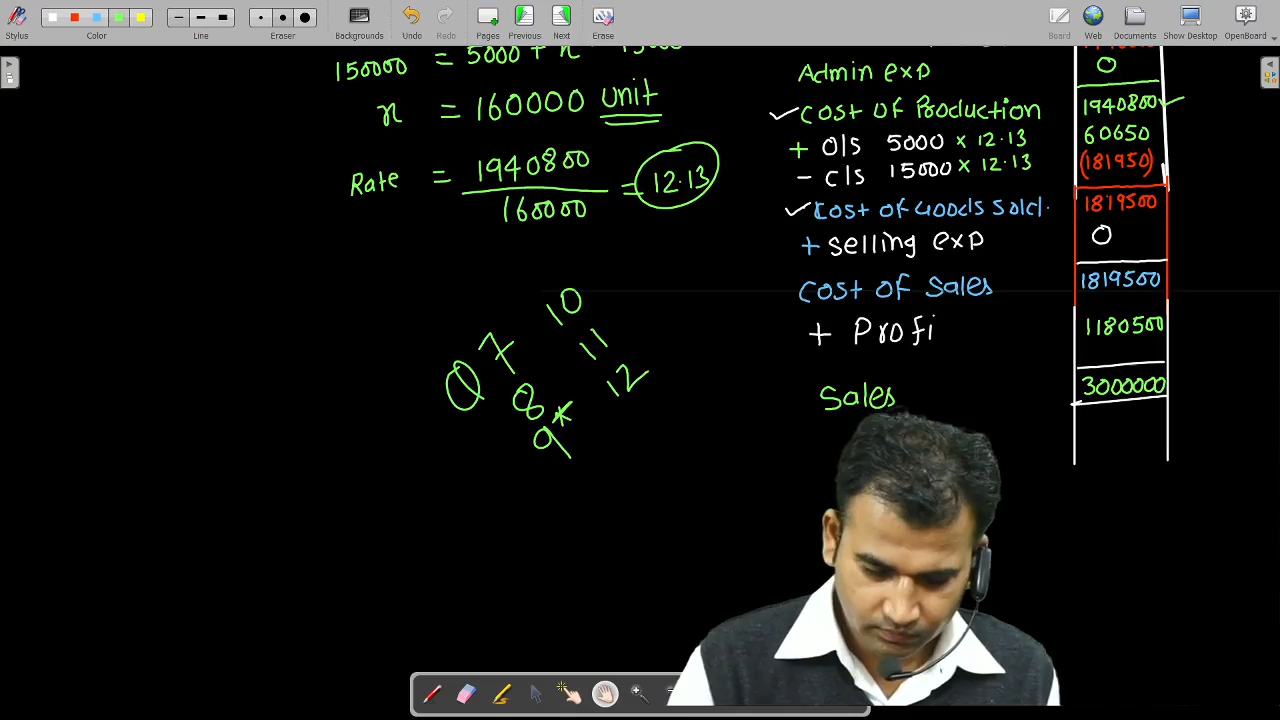 Stylus
Color
Line
Eraser
Backgrounds
Undo
Redo
Pages
Previous
Next
Erase
Board
Web
Documents
Show Desktop
OpenBoard
150000 = 5000 + n - 15000
n = 160000 unit
Rate = 1940800 / 160000 = 12.13
Q 7
8
9*
10
11
12
Admin exp 0
✓Cost Of Production 1940800✓
+ O/s 5000 × 12.13 60650
- C/s 15000 × 12.13 (181950)
✓Cost of Goods Sold. 1819500
+ selling exp 0
Cost of Sales 1819500
+ Profi 1180500
Sales 3000000